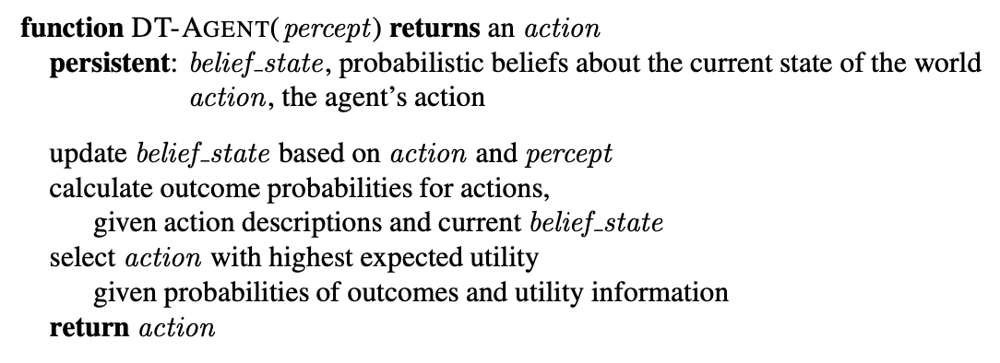 function DT-AGENT(percept) returns an action
persistent: belief_state, probabilistic beliefs about the current state of the world
action, the agent’s action
update belief_state based on action and percept
calculate outcome probabilities for actions,
given action descriptions and current belief_state
select action with highest expected utility
given probabilities of outcomes and utility information
return action